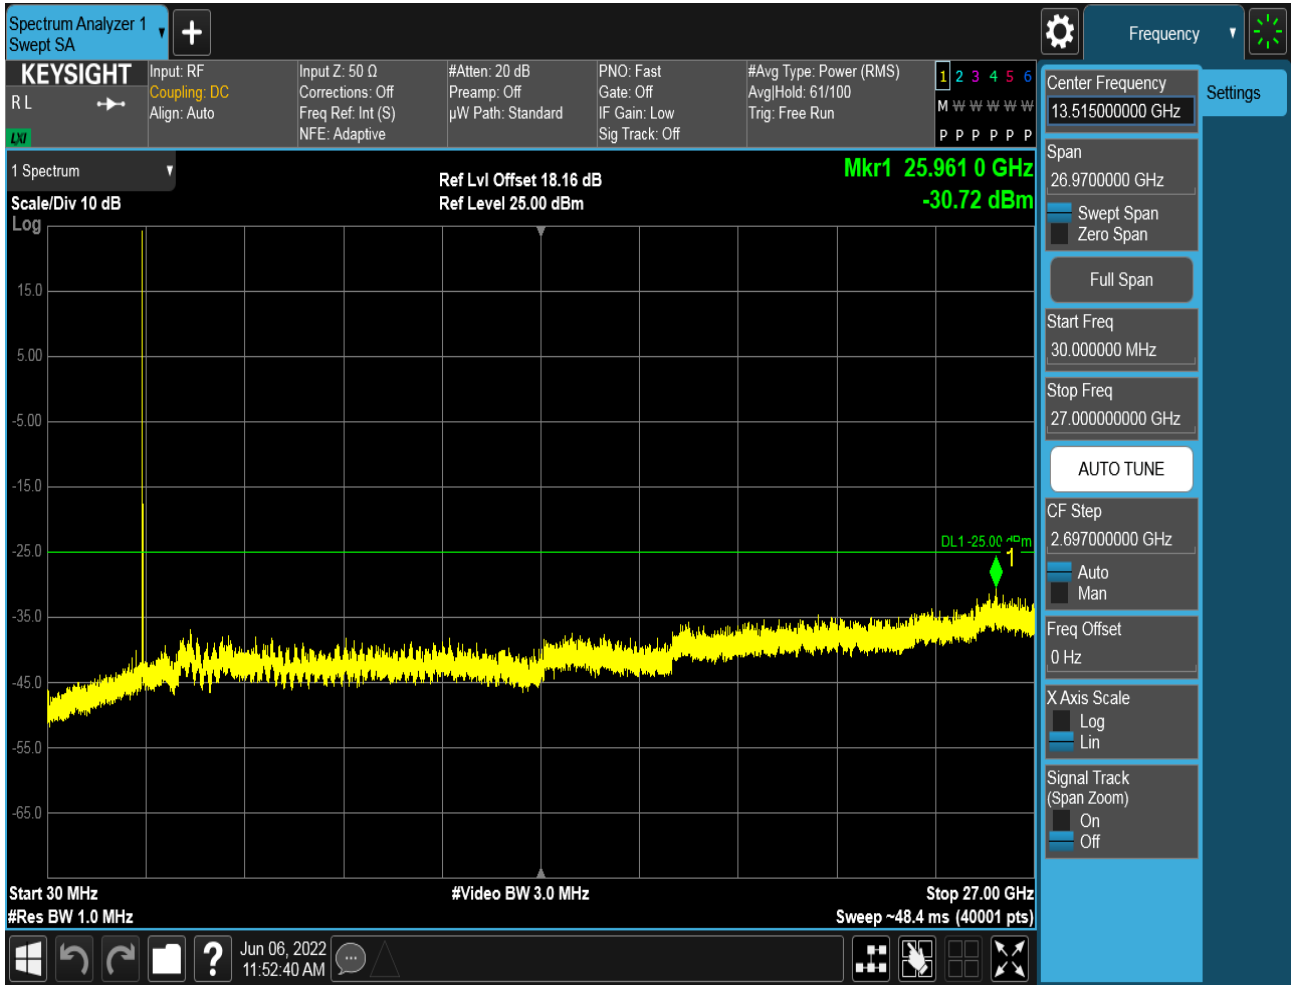 Spectrum Analyzer 1
Swept SA
Frequency
KEYSIGHT
R L
LXI
Input: RF
Coupling: DC
Align: Auto
Input Z: 50 Ω
Corrections: Off
Freq Ref: Int (S)
NFE: Adaptive
#Atten: 20 dB
Preamp: Off
µW Path: Standard
PNO: Fast
Gate: Off
IF Gain: Low
Sig Track: Off
#Avg Type: Power (RMS)
Avg|Hold: 61/100
Trig: Free Run
1 2 3 4 5 6
M W W W W W
P P P P P P
1 Spectrum
Scale/Div 10 dB
Log
Ref Lvl Offset 18.16 dB
Ref Level 25.00 dBm
Mkr1 25.961 0 GHz
-30.72 dBm
15.0
5.00
-5.00
-15.0
-25.0
-35.0
-45.0
-55.0
-65.0
DL1 -25.00 dBm
1
Start 30 MHz
#Res BW 1.0 MHz
#Video BW 3.0 MHz
Stop 27.00 GHz
Sweep ~48.4 ms (40001 pts)
Center Frequency
13.515000000 GHz
Settings
Span
26.9700000 GHz
Swept Span
Zero Span
Full Span
Start Freq
30.000000 MHz
Stop Freq
27.000000000 GHz
AUTO TUNE
CF Step
2.697000000 GHz
Auto
Man
Freq Offset
0 Hz
X Axis Scale
Log
Lin
Signal Track
(Span Zoom)
On
Off
?
Jun 06, 2022
11:52:40 AM